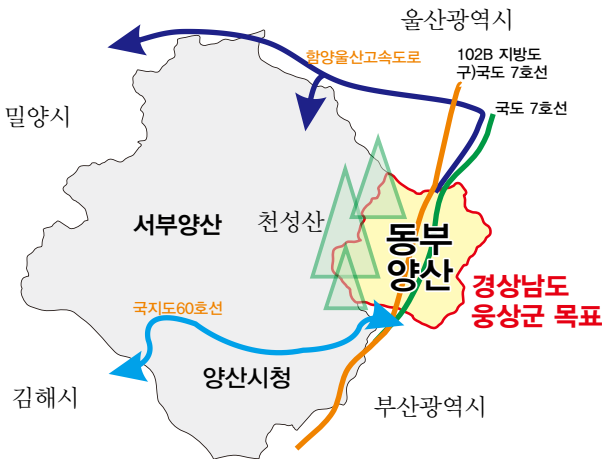 울산광역시
함양울산고속도로
102B 지방도
구)국도 7호선
국도 7호선
밀양시
서부양산
천성산
동부
양산
경상남도
웅상군 목표
국지도60호선
양산시청
김해시
부산광역시